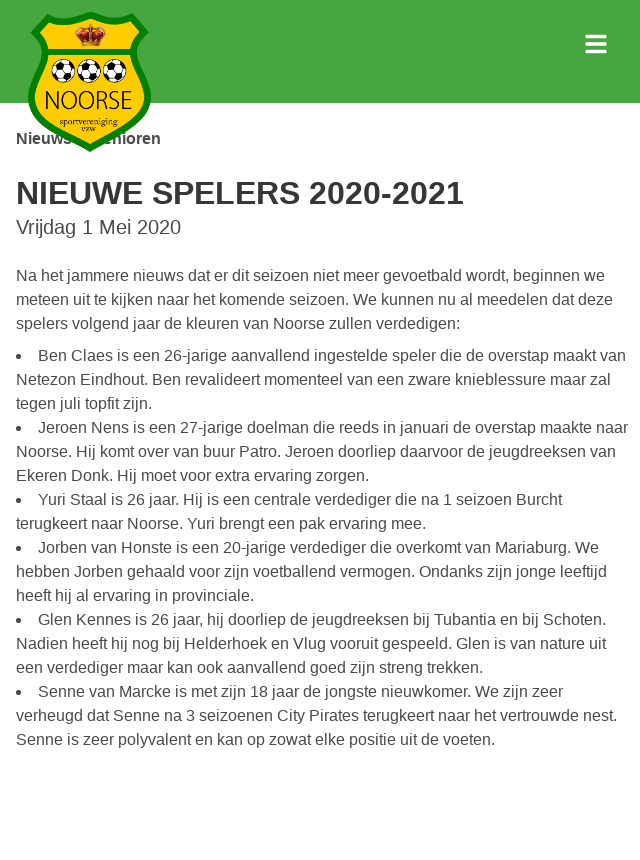 NOORSE
sportvereniging
vzw
Nieuws
NIEUWE SPELERS 2020-2021
Vrijdag 1 Mei 2020
Na het jammere nieuws dat er dit seizoen niet meer gevoetbald wordt, beginnen we
meteen uit te kijken naar het komende seizoen. We kunnen nu al meedelen dat deze
spelers volgend jaar de kleuren van Noorse zullen verdedigen:
• Ben Claes is een 26-jarige aanvallend ingestelde speler die de overstap maakt van
Netezon Eindhout. Ben revalideert momenteel van een zware knieblessure maar zal
tegen juli topfit zijn.
• Jeroen Nens is een 27-jarige doelman die reeds in januari de overstap maakte naar
Noorse. Hij komt over van buur Patro. Jeroen doorliep daarvoor de jeugdreeksen van
Ekeren Donk. Hij moet voor extra ervaring zorgen.
• Yuri Staal is 26 jaar. Hij is een centrale verdediger die na 1 seizoen Burcht
terugkeert naar Noorse. Yuri brengt een pak ervaring mee.
• Jorben van Honste is een 20-jarige verdediger die overkomt van Mariaburg. We
hebben Jorben gehaald voor zijn voetballend vermogen. Ondanks zijn jonge leeftijd
heeft hij al ervaring in provinciale.
• Glen Kennes is 26 jaar, hij doorliep de jeugdreeksen bij Tubantia en bij Schoten.
Nadien heeft hij nog bij Helderhoek en Vlug vooruit gespeeld. Glen is van nature uit
een verdediger maar kan ook aanvallend goed zijn streng trekken.
• Senne van Marcke is met zijn 18 jaar de jongste nieuwkomer. We zijn zeer
verheugd dat Senne na 3 seizoenen City Pirates terugkeert naar het vertrouwde nest.
Senne is zeer polyvalent en kan op zowat elke positie uit de voeten.